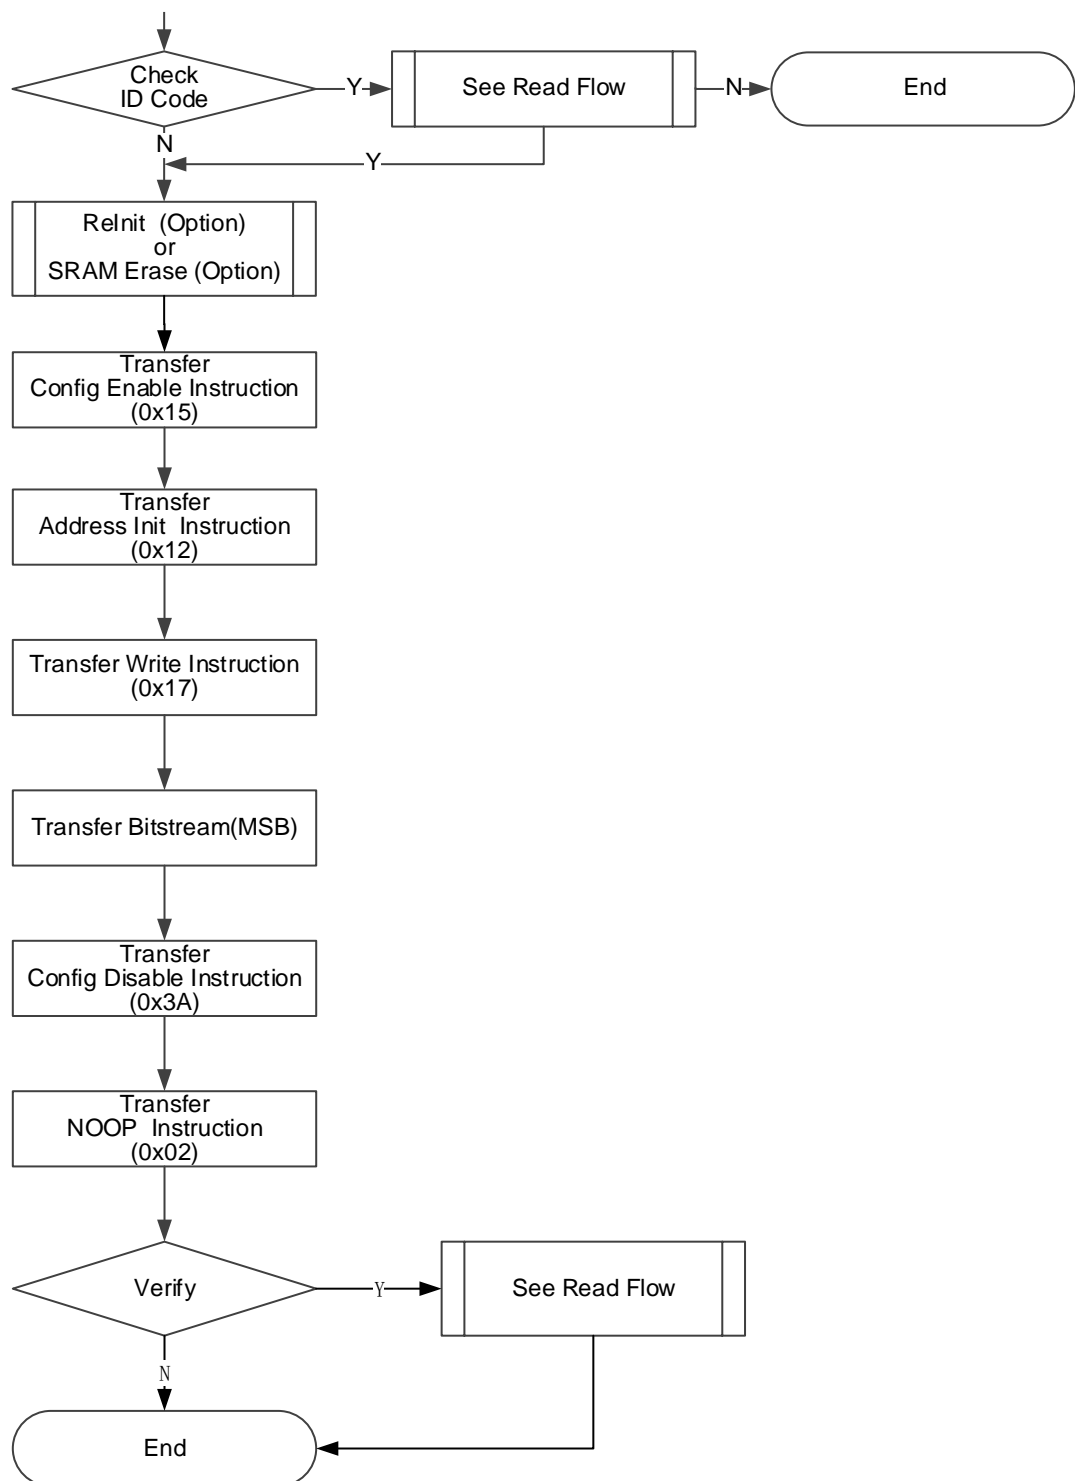 Check
ID Code
Y
See Read Flow
N
End
N
Y
ReInit (Option)
or
SRAM Erase (Option)
Transfer
Config Enable Instruction
(0x15)
Transfer
Address Init Instruction
(0x12)
Transfer Write Instruction
(0x17)
Transfer Bitstream(MSB)
Transfer
Config Disable Instruction
(0x3A)
Transfer
NOOP Instruction
(0x02)
Verify
Y
See Read Flow
N
End